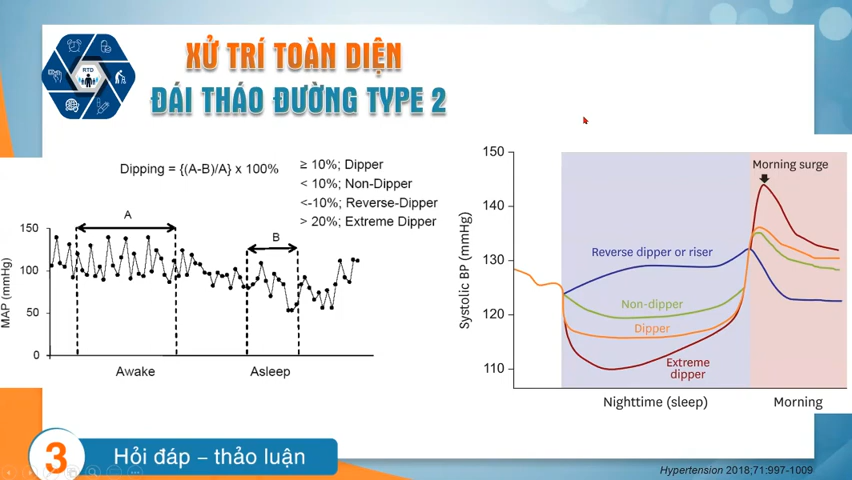 RTD
XỬ TRÍ TOÀN DIỆN
ĐÁI THÁO ĐƯỜNG TYPE 2
Dipping = {(A-B)/A} x 100%
≥ 10%; Dipper
< 10%; Non-Dipper
<-10%; Reverse-Dipper
> 20%; Extreme Dipper
A
B
150
100
50
0
MAP (mmHg)
Awake
Asleep
150
140
130
120
110
Systolic BP (mmHg)
Morning surge
Reverse dipper or riser
Non-dipper
Dipper
Extreme
dipper
Nighttime (sleep)
Morning
3
Hỏi đáp – thảo luận
Hypertension 2018;71:997-1009